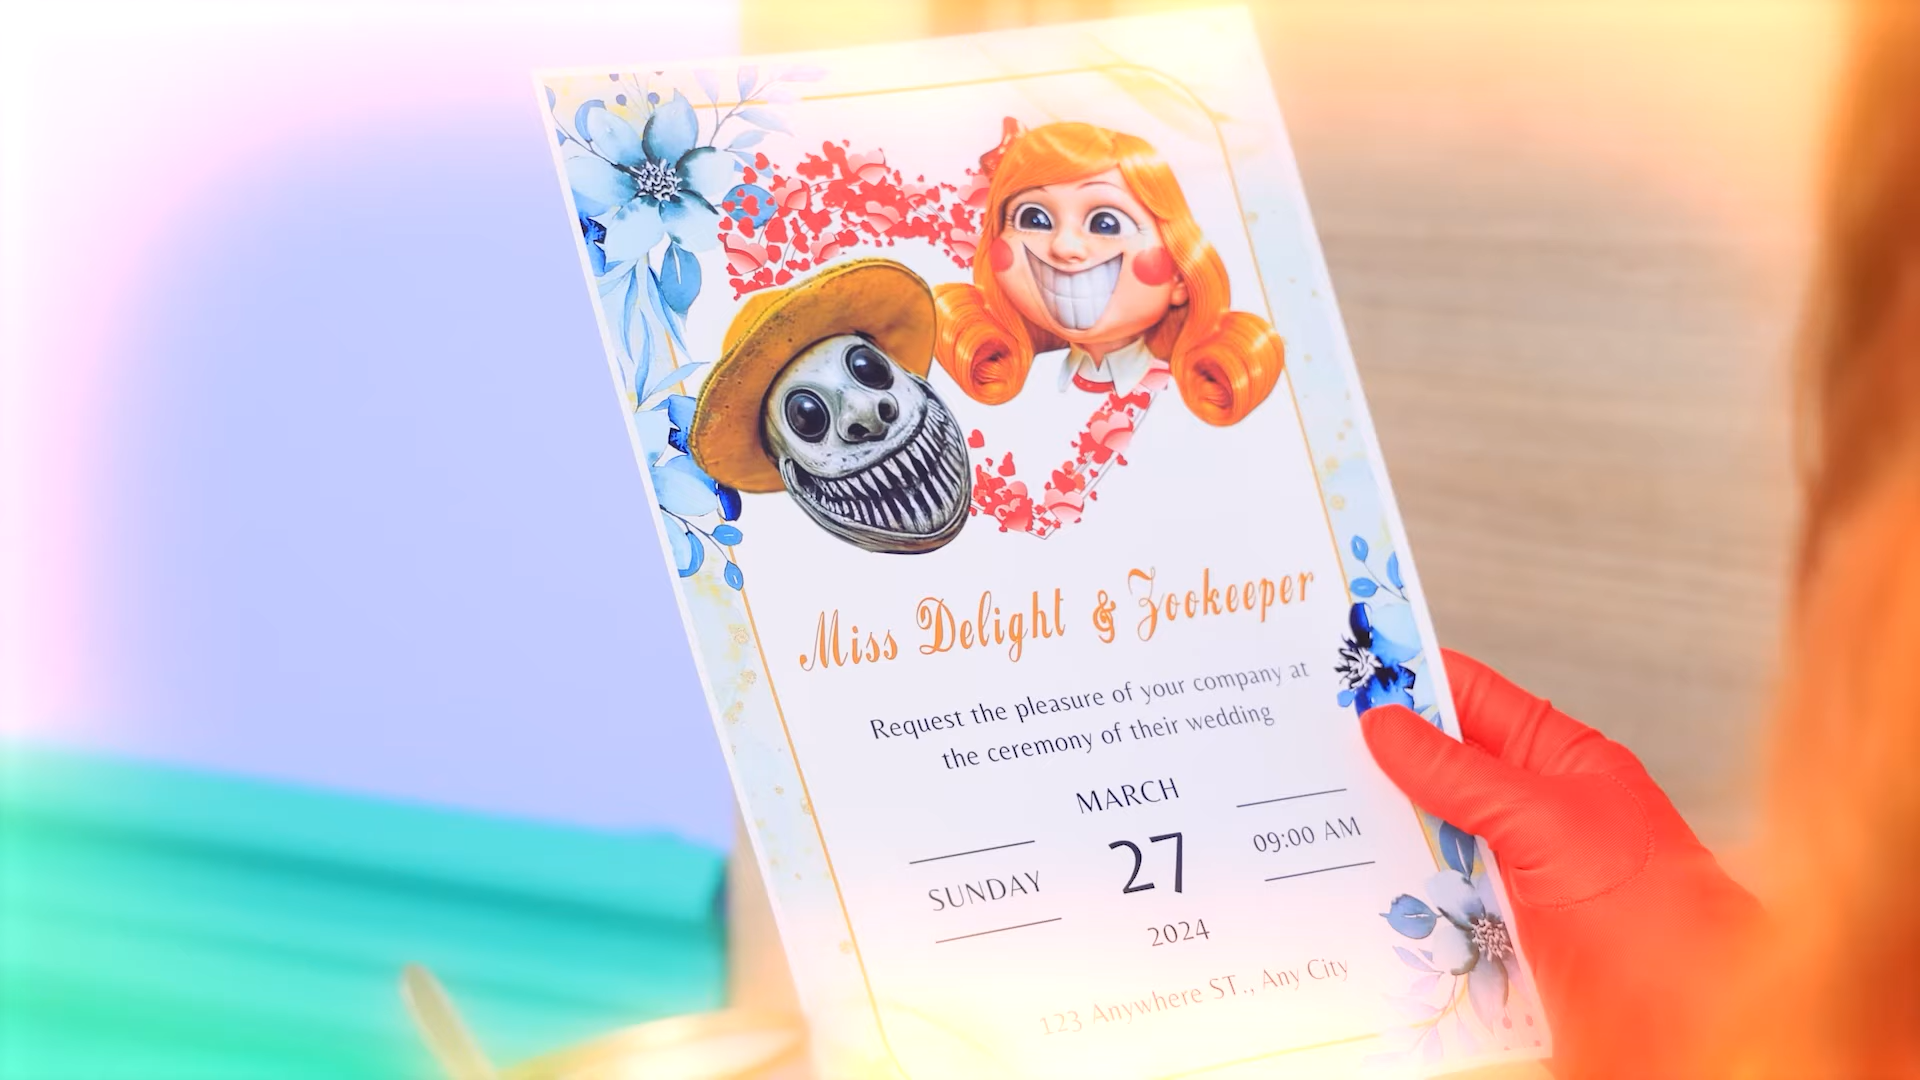 Miss Delight & Zookeeper
Request the pleasure of your company at
the ceremony of their wedding
MARCH
SUNDAY
27
09:00 AM
2024
123 Anywhere ST., Any City